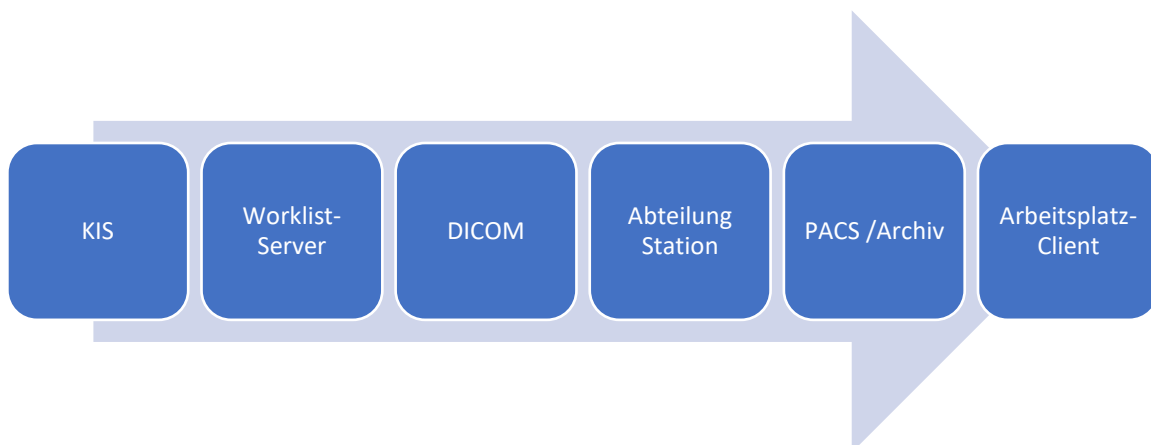 KIS
Worklist-
Server
DICOM
Abteilung
Station
PACS /Archiv
Arbeitsplatz-
Client